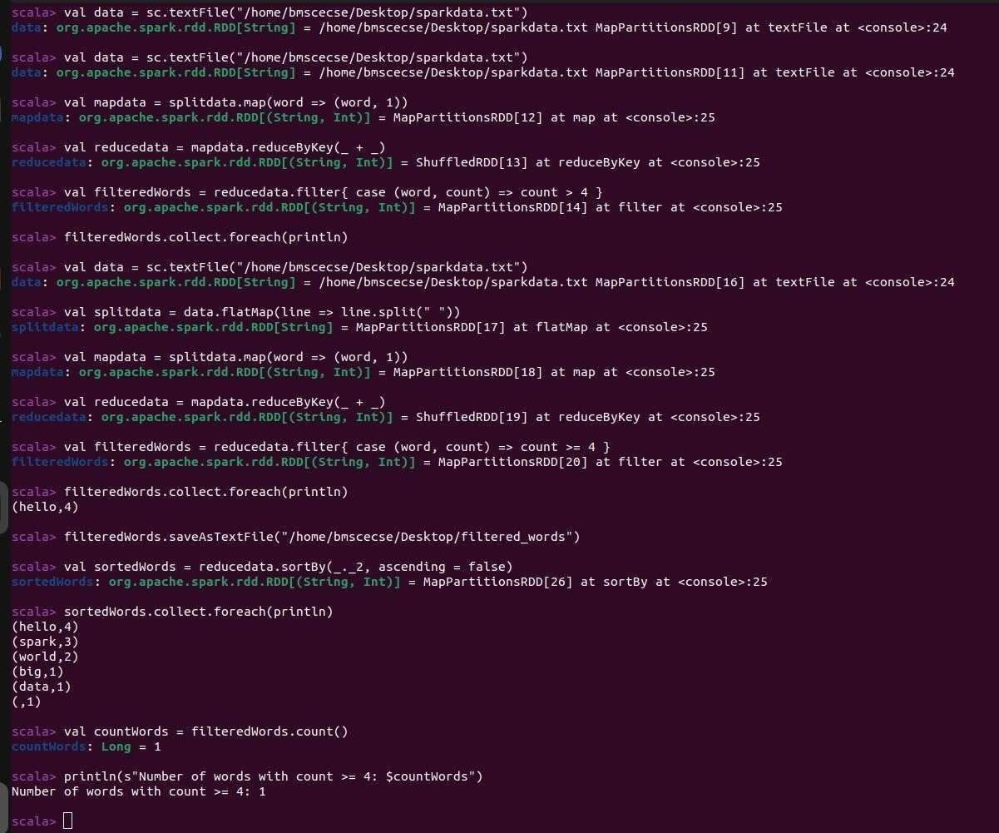 scala> val data = sc.textFile("/home/bmscecse/Desktop/sparkdata.txt")
data: org.apache.spark.rdd.RDD[String] = /home/bmscecse/Desktop/sparkdata.txt MapPartitionsRDD[9] at textFile at <console>:24
scala> val data = sc.textFile("/home/bmscecse/Desktop/sparkdata.txt")
data: org.apache.spark.rdd.RDD[String] = /home/bmscecse/Desktop/sparkdata.txt MapPartitionsRDD[11] at textFile at <console>:24
scala> val mapdata = splitdata.map(word => (word, 1))
mapdata: org.apache.spark.rdd.RDD[(String, Int)] = MapPartitionsRDD[12] at map at <console>:25
scala> val reducedata = mapdata.reduceByKey(_ + _)
reducedata: org.apache.spark.rdd.RDD[(String, Int)] = ShuffledRDD[13] at reduceByKey at <console>:25
scala> val filteredWords = reducedata.filter{ case (word, count) => count > 4 }
filteredWords: org.apache.spark.rdd.RDD[(String, Int)] = MapPartitionsRDD[14] at filter at <console>:25
scala> filteredWords.collect.foreach(println)
scala> val data = sc.textFile("/home/bmscecse/Desktop/sparkdata.txt")
data: org.apache.spark.rdd.RDD[String] = /home/bmscecse/Desktop/sparkdata.txt MapPartitionsRDD[16] at textFile at <console>:24
scala> val splitdata = data.flatMap(line => line.split(" "))
splitdata: org.apache.spark.rdd.RDD[String] = MapPartitionsRDD[17] at flatMap at <console>:25
scala> val mapdata = splitdata.map(word => (word, 1))
mapdata: org.apache.spark.rdd.RDD[(String, Int)] = MapPartitionsRDD[18] at map at <console>:25
scala> val reducedata = mapdata.reduceByKey(_ + _)
reducedata: org.apache.spark.rdd.RDD[(String, Int)] = ShuffledRDD[19] at reduceByKey at <console>:25
scala> val filteredWords = reducedata.filter{ case (word, count) => count >= 4 }
filteredWords: org.apache.spark.rdd.RDD[(String, Int)] = MapPartitionsRDD[20] at filter at <console>:25
scala> filteredWords.collect.foreach(println)
(hello,4)
scala> filteredWords.saveAsTextFile("/home/bmscecse/Desktop/filtered_words")
scala> val sortedWords = reducedata.sortBy(_._2, ascending = false)
sortedWords: org.apache.spark.rdd.RDD[(String, Int)] = MapPartitionsRDD[26] at sortBy at <console>:25
scala> sortedWords.collect.foreach(println)
(hello,4)
(spark,3)
(world,2)
(big,1)
(data,1)
(,1)
scala> val countWords = filteredWords.count()
countWords: Long = 1
scala> println(s"Number of words with count >= 4: $countWords")
Number of words with count >= 4: 1
scala>